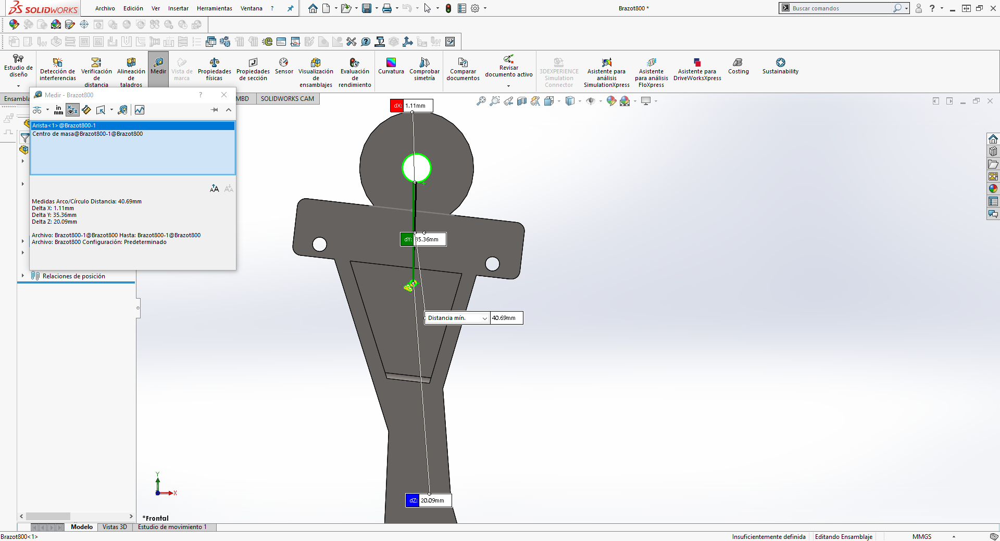 SOLIDWORKS
Archivo Edición Ver Insertar Herramientas Ventana ?
Brazot800 *
Buscar comandos
Estudio de diseño
Detección de interferencias
Verificación de distancia
Alineación de taladros
Medir
Vista de marca
Propiedades físicas
Propiedades de sección
Sensor
Visualización de ensamblajes
Evaluación de rendimiento
Curvatura
Comprobar simetría
Comparar documentos
Revisar documento activo
3DEXPERIENCE Simulation Connector
Asistente para análisis SimulationXpress
Asistente para análisis FloXpress
Asistente para DriveWorksXpress
Costing
Sustainability
Ensambla
MBD
SOLIDWORKS CAM
Medir - Brazot800
?
in
mm
Arista<1>@Brazot800-1
Centro de masa@Brazot800-1@Brazot800
Medidas Arco/Círculo Distancia: 40.69mm
Delta X: 1.11mm
Delta Y: 35.36mm
Delta Z: 20.09mm
Archivo: Brazot800-1@Brazot800 Hasta: Brazot800-1@Brazot800
Archivo: Brazot800 Configuración: Predeterminado
Relaciones de posición
dX: 1.11mm
dY: 35.36mm
Distancia mín. 40.69mm
dZ: 20.09mm
Y
X
*Frontal
Modelo Vistas 3D Estudio de movimiento 1
Brazot800<1>
Insuficientemente definida Editando Ensamblaje MMGS